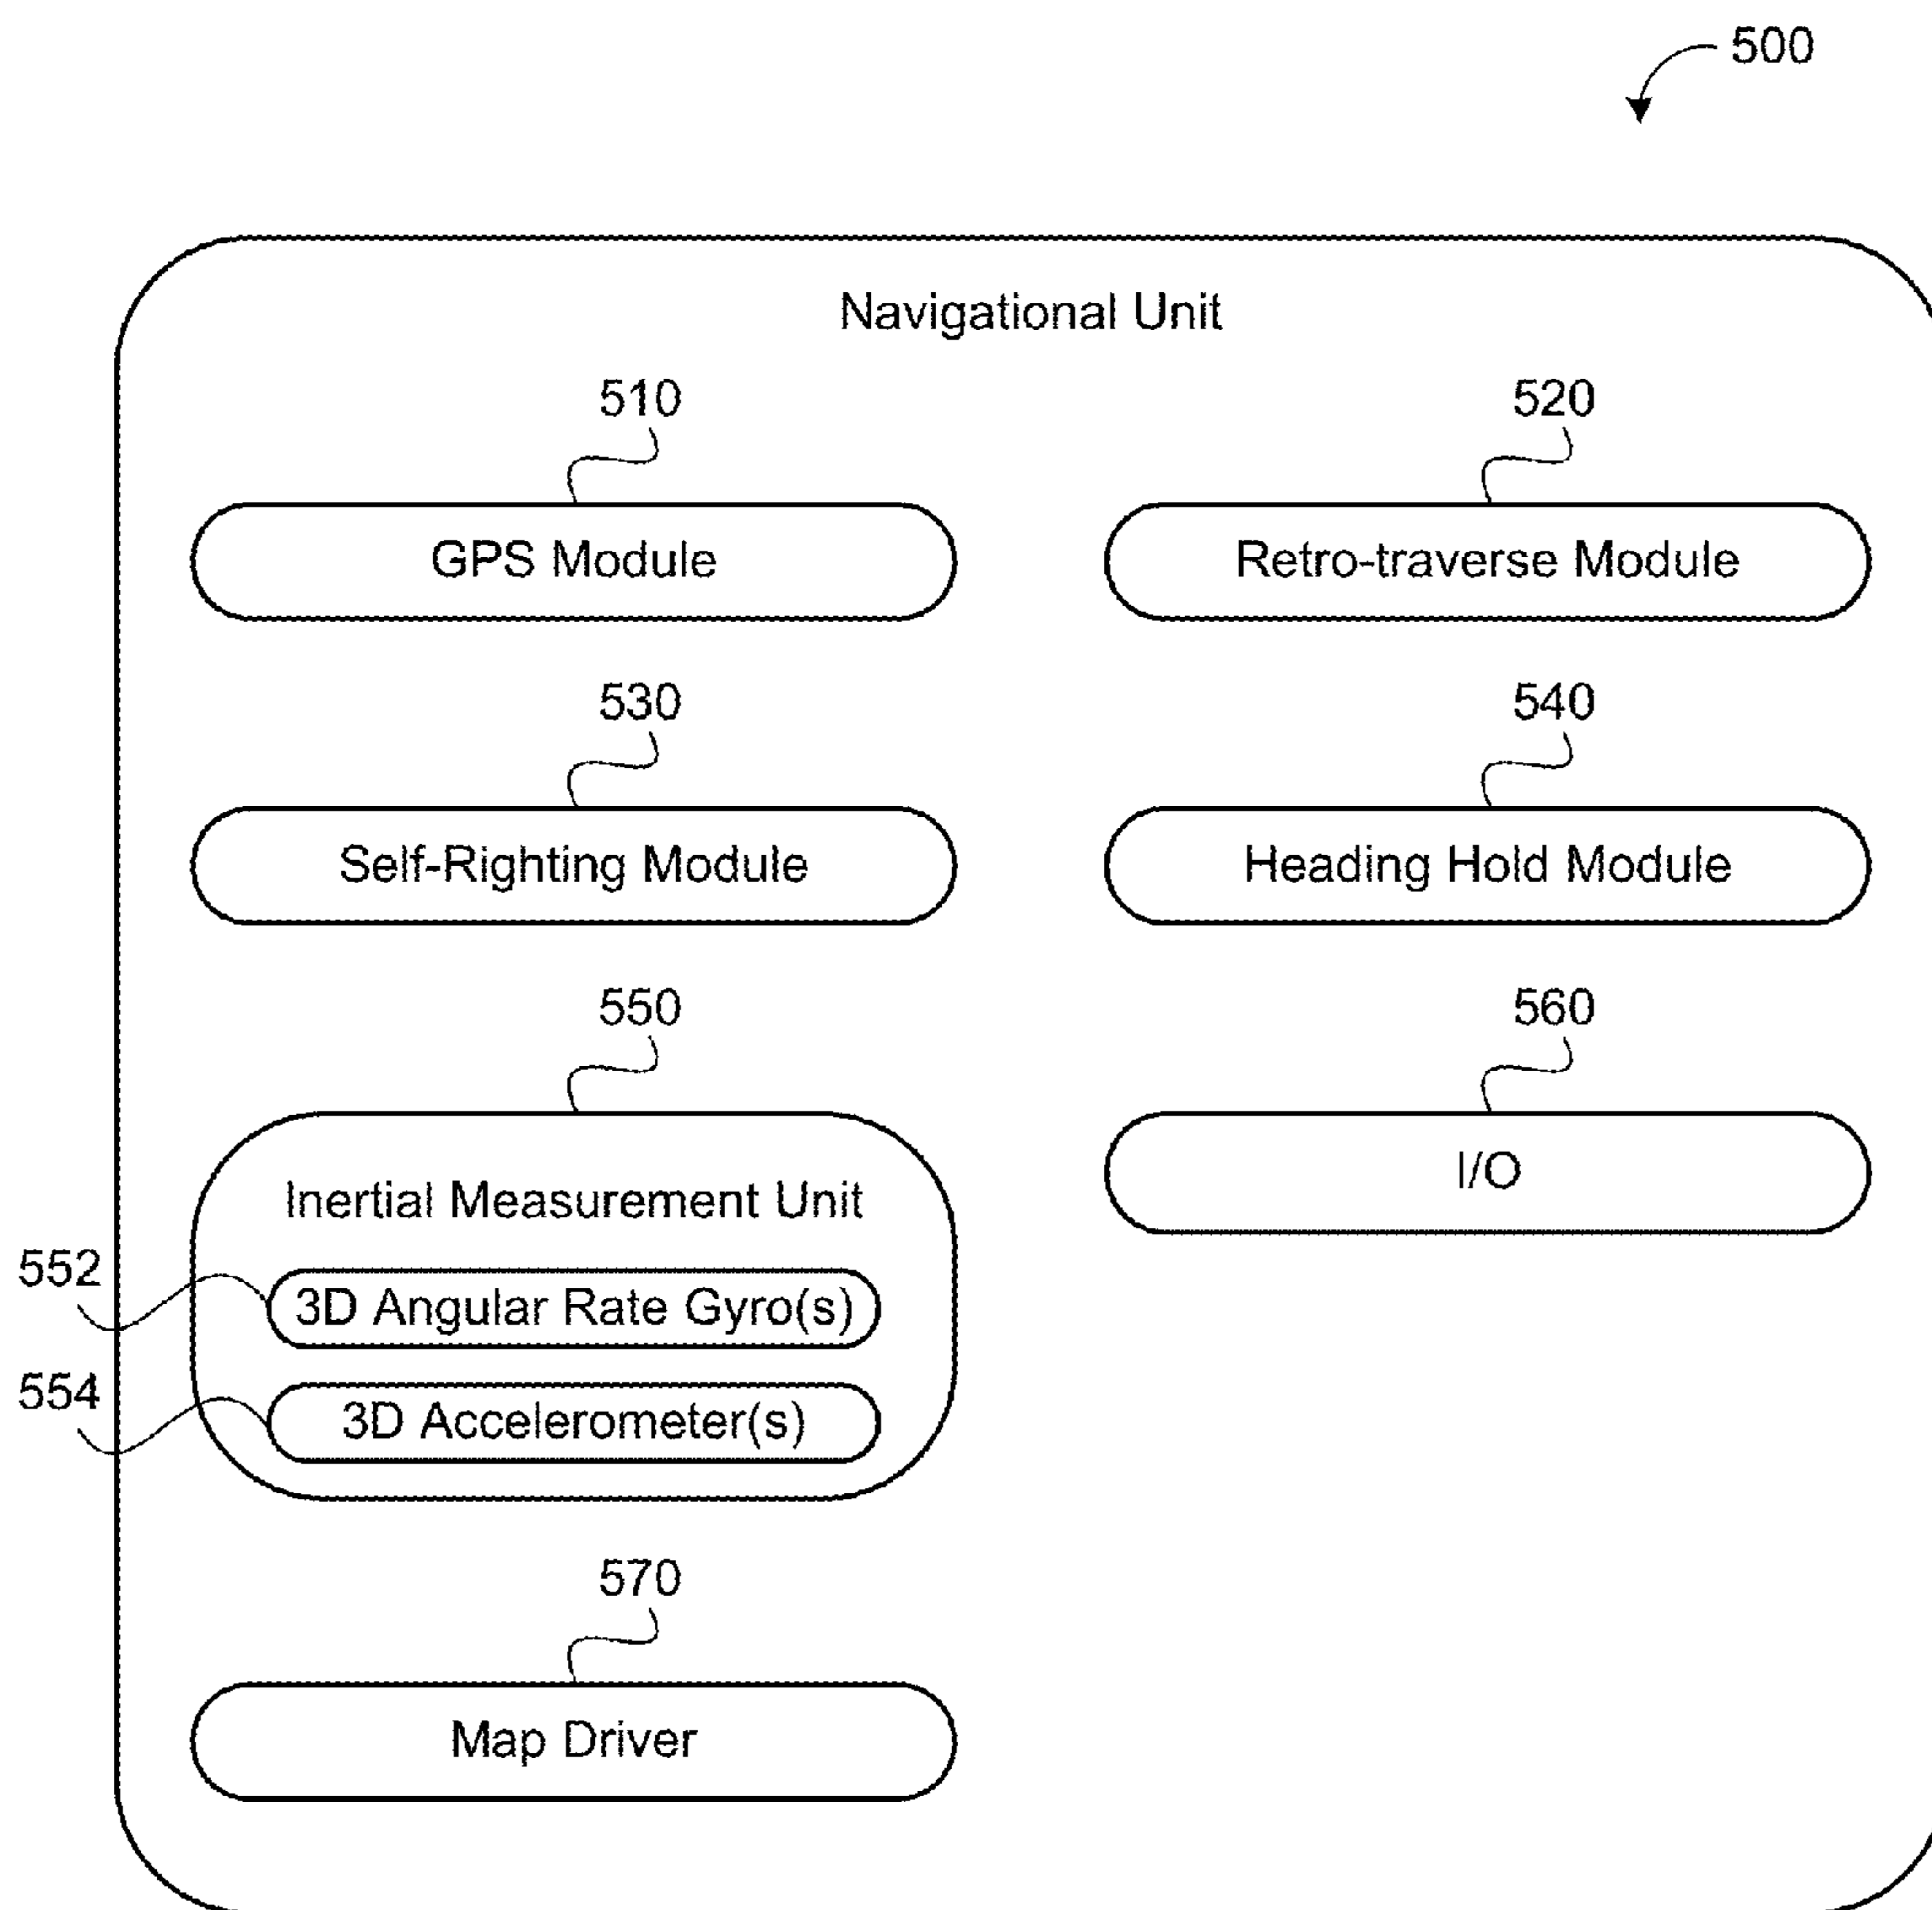 500
Navigational Unit
510
520
GPS Module
Retro-traverse Module
530
540
Self-Righting Module
Heading Hold Module
550
560
Inertial Measurement Unit
I/O
552
3D Angular Rate Gyro(s)
554
3D Accelerometer(s)
570
Map Driver